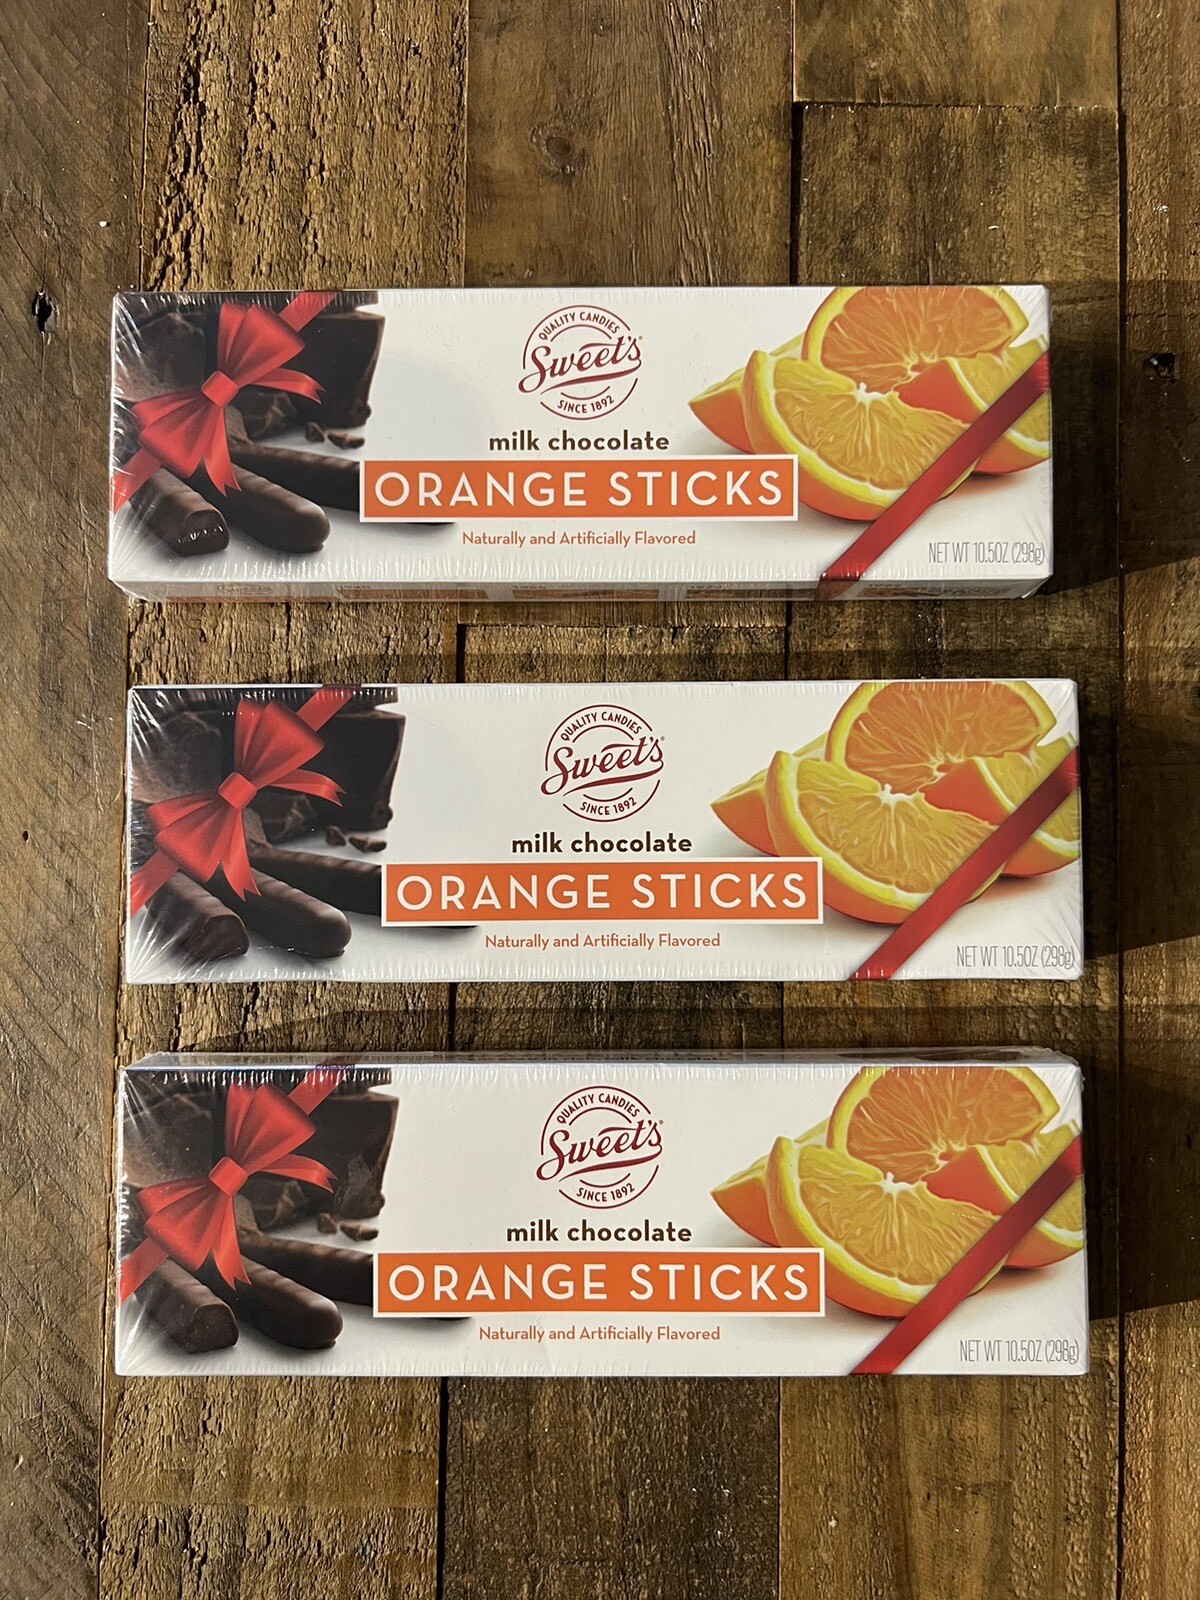 QUALITY CANDIES
Sweet's
SINCE 1892
milk chocolate
ORANGE STICKS
Naturally and Artificially Flavored
NET WT 10.5OZ (298g)
QUALITY CANDIES
Sweet's
SINCE 1892
milk chocolate
ORANGE STICKS
Naturally and Artificially Flavored
NET WT 10.5OZ (298g)
QUALITY CANDIES
Sweet's
SINCE 1892
milk chocolate
ORANGE STICKS
Naturally and Artificially Flavored
NET WT 10.5OZ (298g)